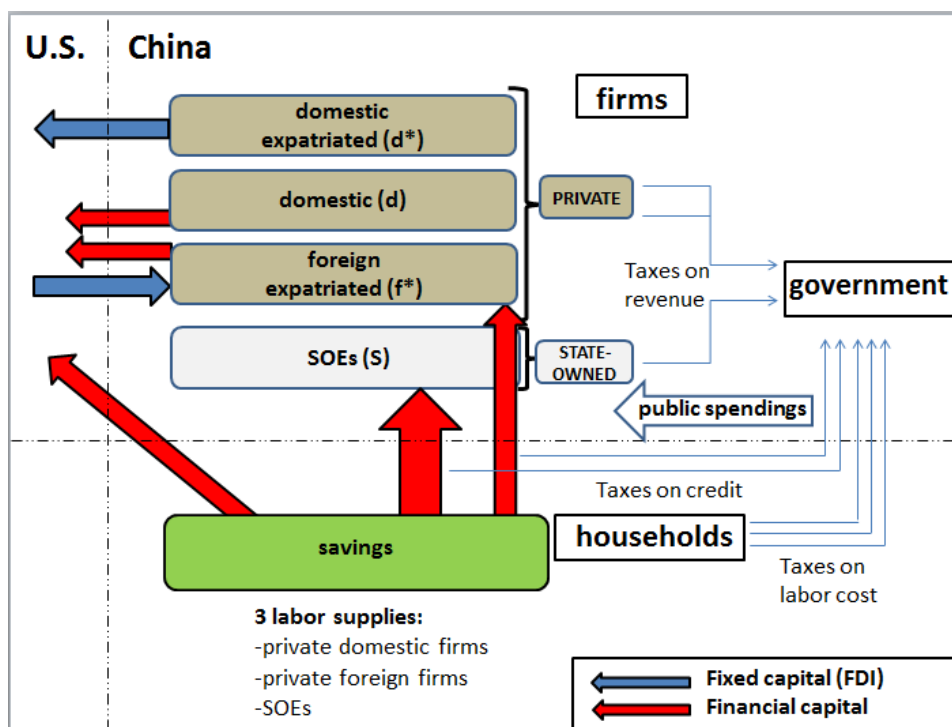 U.S.
China
firms
domestic
expatriated (d*)
domestic (d)
PRIVATE
foreign
expatriated (f*)
Taxes on
revenue
government
SOEs (S)
STATE-
OWNED
public spendings
Taxes on credit
savings
households
Taxes on
labor cost
3 labor supplies:
-private domestic firms
-private foreign firms
-SOEs
Fixed capital (FDI)
Financial capital